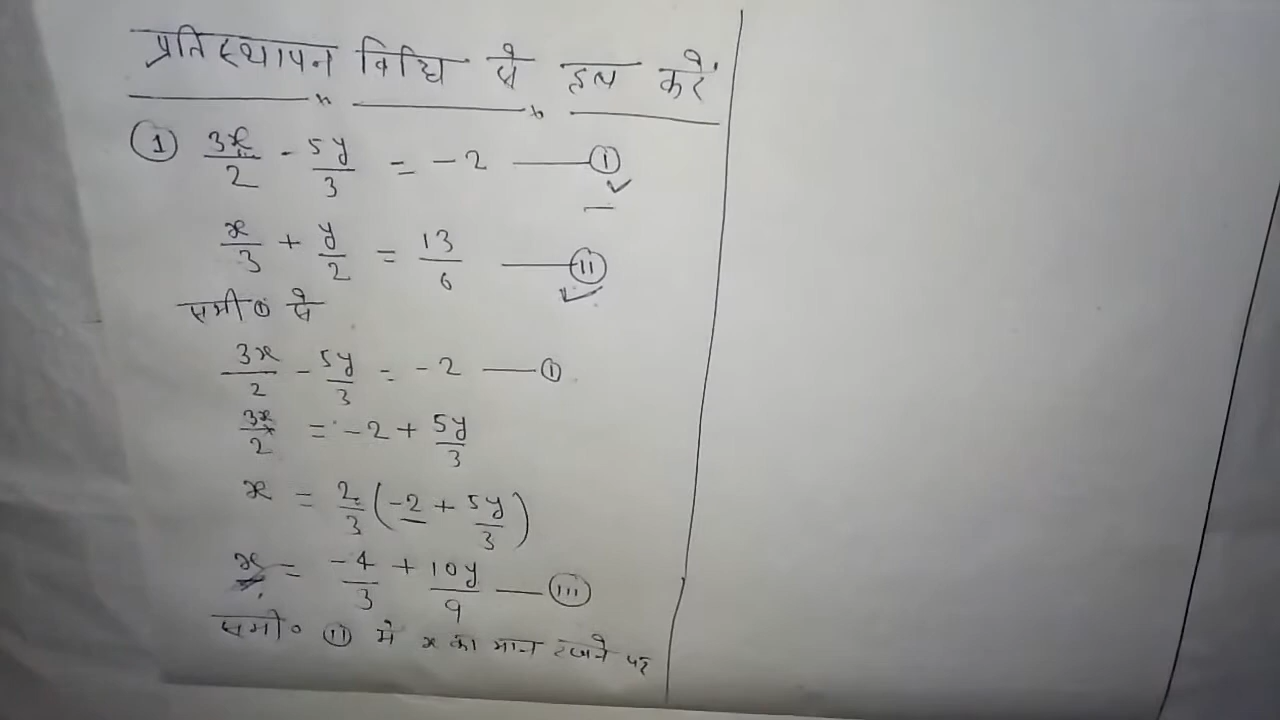 प्रतिस्थापन विधि से हल करें
① 3x/2 - 5y/3 = -2 —— (I)
x/3 + y/2 = 13/6 —— (II)
समी० से
3x/2 - 5y/3 = -2 —— (I)
3x/2 = -2 + 5y/3
x = 2/3 (-2 + 5y/3)
x = -4/3 + 10y/9 —— (III)
समी० (II) में x का मान रखने पर